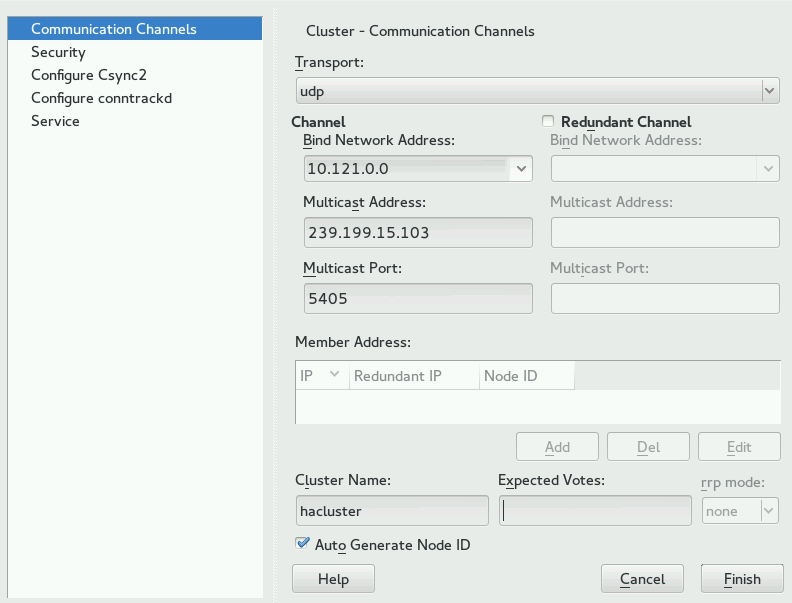 Communication Channels
Security
Configure Csync2
Configure conntrackd
Service
Cluster - Communication Channels
Transport:
udp
Channel
Bind Network Address:
10.121.0.0
Multicast Address:
239.199.15.103
Multicast Port:
5405
Redundant Channel
Bind Network Address:
Multicast Address:
Multicast Port:
Member Address:
IP Redundant IP Node ID
Add Del Edit
Cluster Name:
hacluster
Expected Votes:
rrp mode:
none
Auto Generate Node ID
Help Cancel Finish